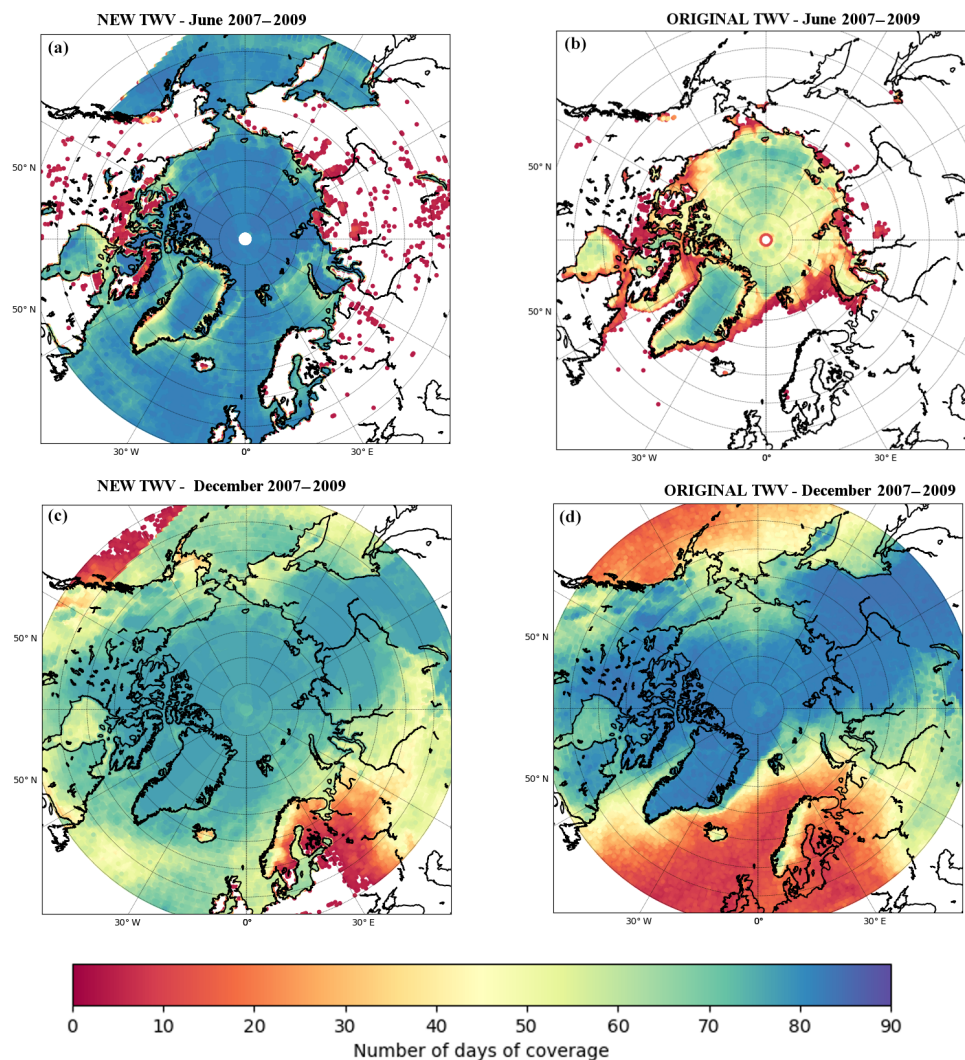 NEW TWV - June 2007–2009
ORIGINAL TWV - June 2007–2009
(a)
(b)
50° N
50° N
50° N
50° N
30° W
0°
30° E
30° W
0°
30° E
NEW TWV - December 2007–2009
ORIGINAL TWV - December 2007–2009
(c)
(d)
50° N
50° N
50° N
50° N
30° W
0°
30° E
30° W
0°
30° E
0 10 20 30 40 50 60 70 80 90
Number of days of coverage